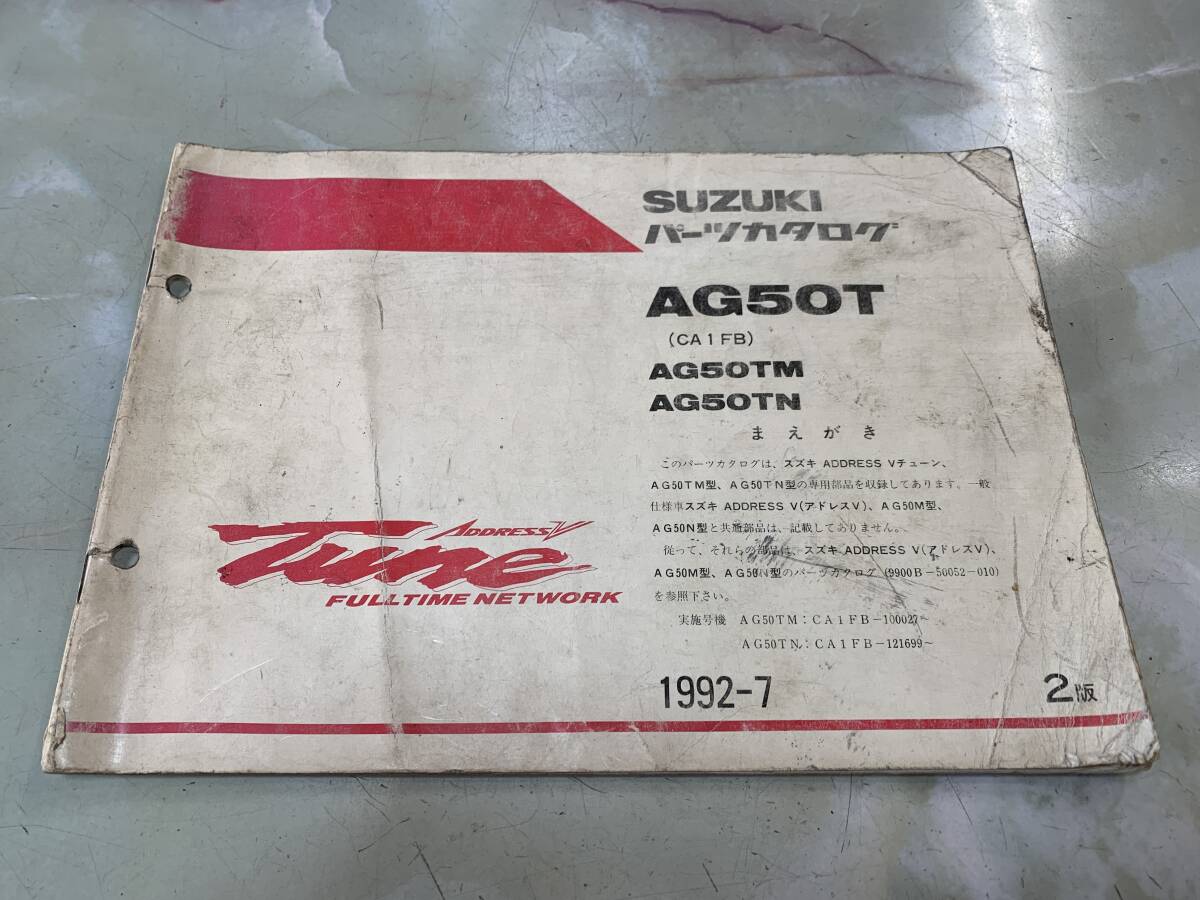 SUZUKI
パーツカタログ
AG50T
(CA1FB)
AG50TM
AG50TN
まえがき
このパーツカタログは、スズキ ADDRESS Vチューン、
AG50TM型、AG50TN型の専用部品を収録してあります。一般
仕様車スズキ ADDRESS V(アドレスV)、AG50M型、
AG50N型と共通部品は、記載しておりません。
従って、それらの部品は、スズキ ADDRESS V(アドレスV)、
AG50M型、AG50N型のパーツカタログ (9900B-50052-010)
を参照下さい。
実施号機 AG50TM:CA1FB-100027~
AG50TN:CA1FB-121699~
1992-7 2版
ADDRESS V
Tune
FULLTIME NETWORK